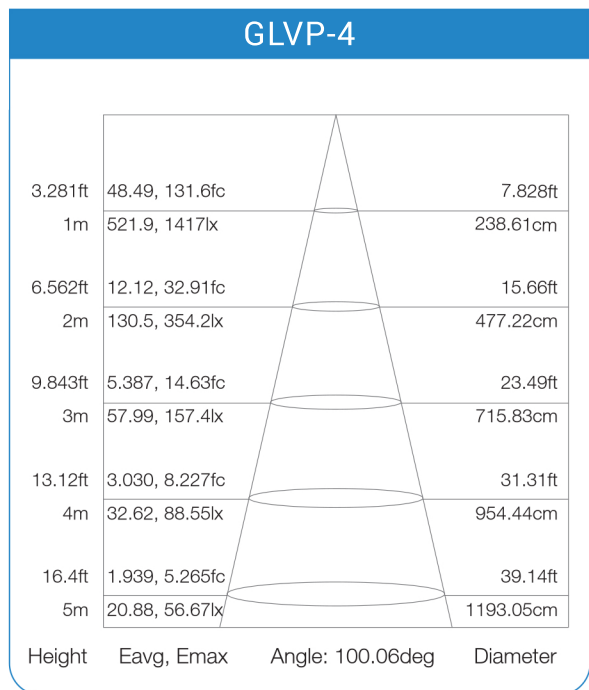 GLVP-4
3.281ft 48.49, 131.6fc 7.828ft
1m 521.9, 1417lx 238.61cm
6.562ft 12.12, 32.91fc 15.66ft
2m 130.5, 354.2lx 477.22cm
9.843ft 5.387, 14.63fc 23.49ft
3m 57.99, 157.4lx 715.83cm
13.12ft 3.030, 8.227fc 31.31ft
4m 32.62, 88.55lx 954.44cm
16.4ft 1.939, 5.265fc 39.14ft
5m 20.88, 56.67lx 1193.05cm
Height Eavg, Emax Angle: 100.06deg Diameter